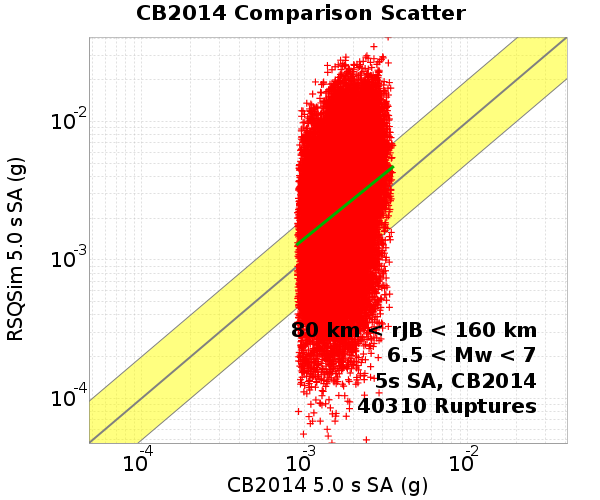 CB2014 Comparison Scatter
RSQSim 5.0 s SA (g)
10-2
10-3
10-4
80 km < rJB < 160 km
6.5 < Mw < 7
5s SA, CB2014
40310 Ruptures
10-4 10-3 10-2
CB2014 5.0 s SA (g)